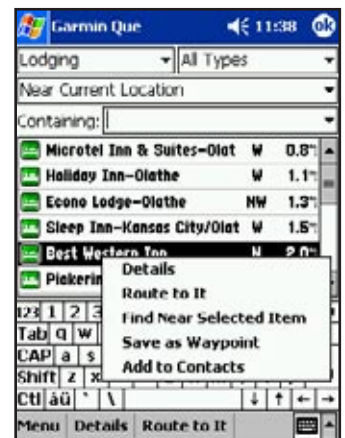 Garmin Que 11:38 ok
Lodging All Types
Near Current Location
Containing:
Microtel Inn & Suites-Olat W 0.8
Holiday Inn-Olathe W 1.1
Econo Lodge-Olathe NW 1.3
Sleep Inn-Kansas City/Olat W 1.5
Best Western Inn N 2.0
Pickerin
Details
Route to It
Find Near Selected Item
Save as Waypoint
Add to Contacts
123 1 2 3
Tab q w
CAP a s
Shift z x
Ctl áü ` \ ↓ ↑ ← →
Menu Details Route to It